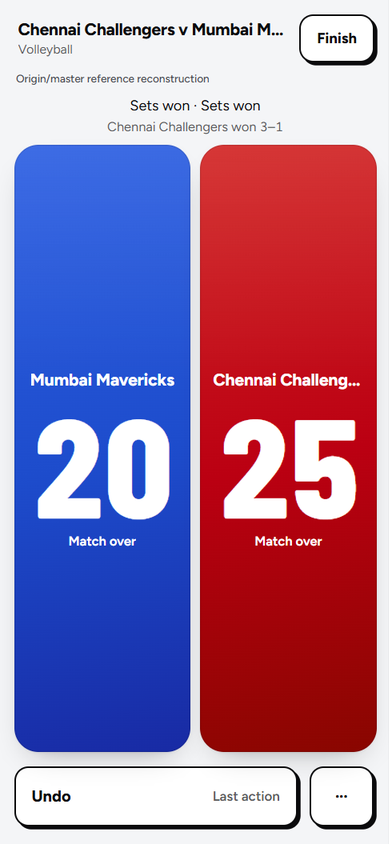 Chennai Challengers v Mumbai M...
Volleyball
Finish
Origin/master reference reconstruction
Sets won · Sets won
Chennai Challengers won 3–1
Mumbai Mavericks
20
Match over
Chennai Challeng...
25
Match over
Undo
Last action
...